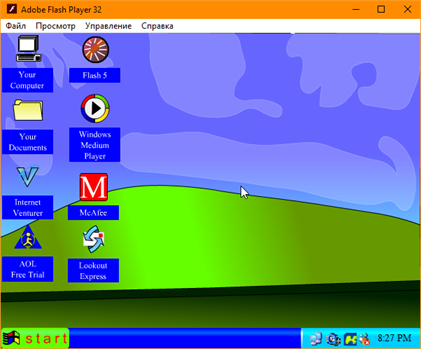 Adobe Flash Player 32
Файл Просмотр Управление Справка
Your
Computer
Flash 5
Your
Documents
Windows
Medium
Player
Internet
Venturer
M
McAfee
AOL
Free Trial
Lookout
Express
start
8:27 PM